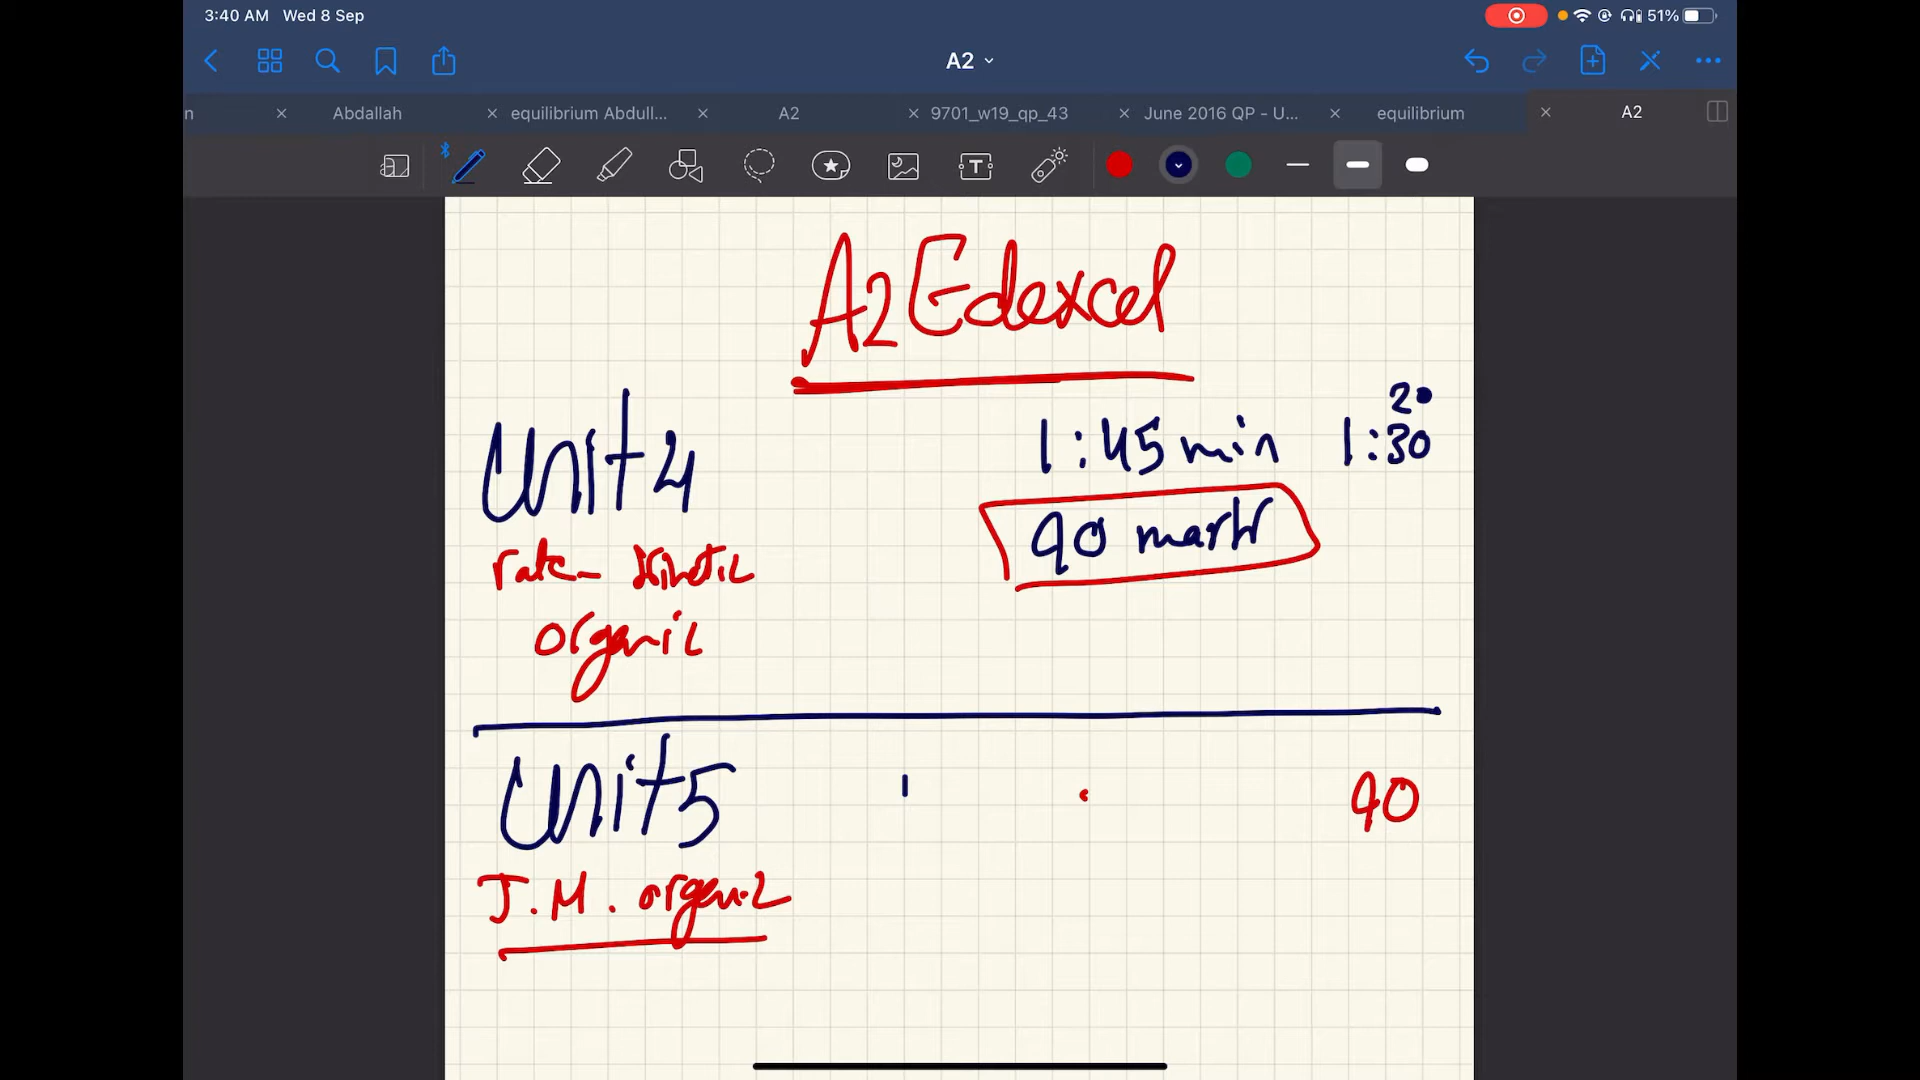 3:40 AM Wed 8 Sep
51%
A2
n Abdallah equilibrium Abdull... A2 9701_w19_qp_43 June 2016 QP - U... equilibrium A2
T
A2 Edexcel
20
Unit 4 1:45 min 1:30
90 mark
rate - kinetic
organic
Unit 5 90
T.M. organic